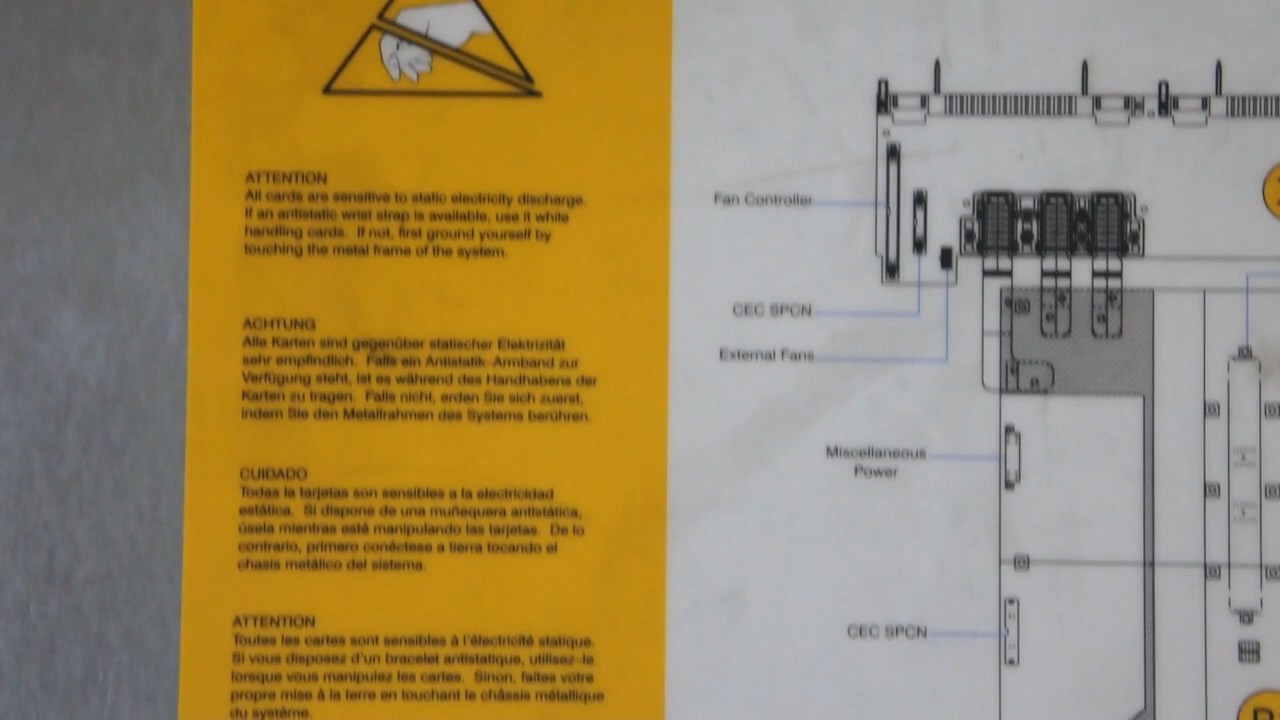 ATTENTION
All cards are sensitive to static electricity discharge.
If an antistatic wrist strap is available, use it while
handling cards. If not, first ground yourself by
touching the metal frame of the system.
ACHTUNG
Alle Karten sind gegenüber statischer Elektrizität
sehr empfindlich. Falls ein Antistatik-Armband zur
Verfügung steht, ist es während des Handhabens der
Karten zu tragen. Falls nicht, erden Sie sich zuerst,
indem Sie den Metallrahmen des Systems berühren.
CUIDADO
Todas la tarjetas son sensibles a la electricidad
estática. Si dispone de una muñequera antistática,
úsela mientras esté manipulando las tarjetas. De lo
contrario, primero conéctese a tierra tocando el
chasis metálico del sistema.
ATTENTION
Toutes les cartes sont sensibles à l'électricité statique.
Si vous disposez d'un bracelet antistatique, utilisez-le
lorsque vous manipulez les cartes. Sinon, faites votre
propre mise à la terre en touchant le châssis métallique
du système.
Fan Controller
CEC SPCN
External Fans
Miscellaneous
Power
CEC SPCN